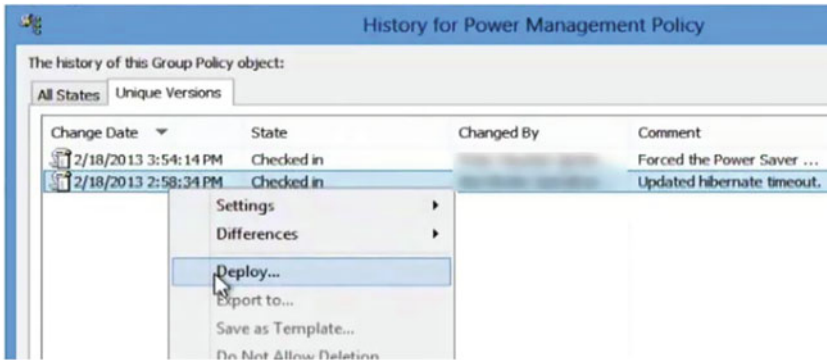 History for Power Management Policy
The history of this Group Policy object:
All States Unique Versions
Change Date State Changed By Comment
2/18/2013 3:54:14 PM Checked in Forced the Power Saver ...
2/18/2013 2:58:34 PM Checked in Updated hibernate timeout.
Settings
Differences
Deploy...
Export to...
Save as Template...
Do Not Allow Deletion